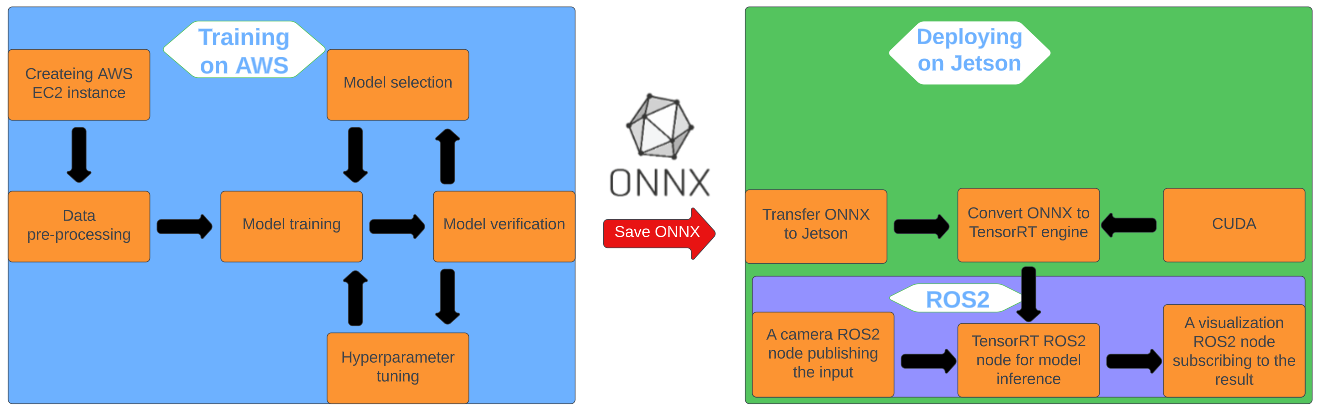 Training
on AWS
Createing AWS
EC2 instance
Model selection
Data
pre-processing
Model training
Model verification
Hyperparameter
tuning
ONNX
Save ONNX
Deploying
on Jetson
Transfer ONNX
to Jetson
Convert ONNX to
TensorRT engine
CUDA
ROS2
A camera ROS2
node publishing
the input
TensorRT ROS2
node for model
inference
A visualization
ROS2 node
subscribing to the
result